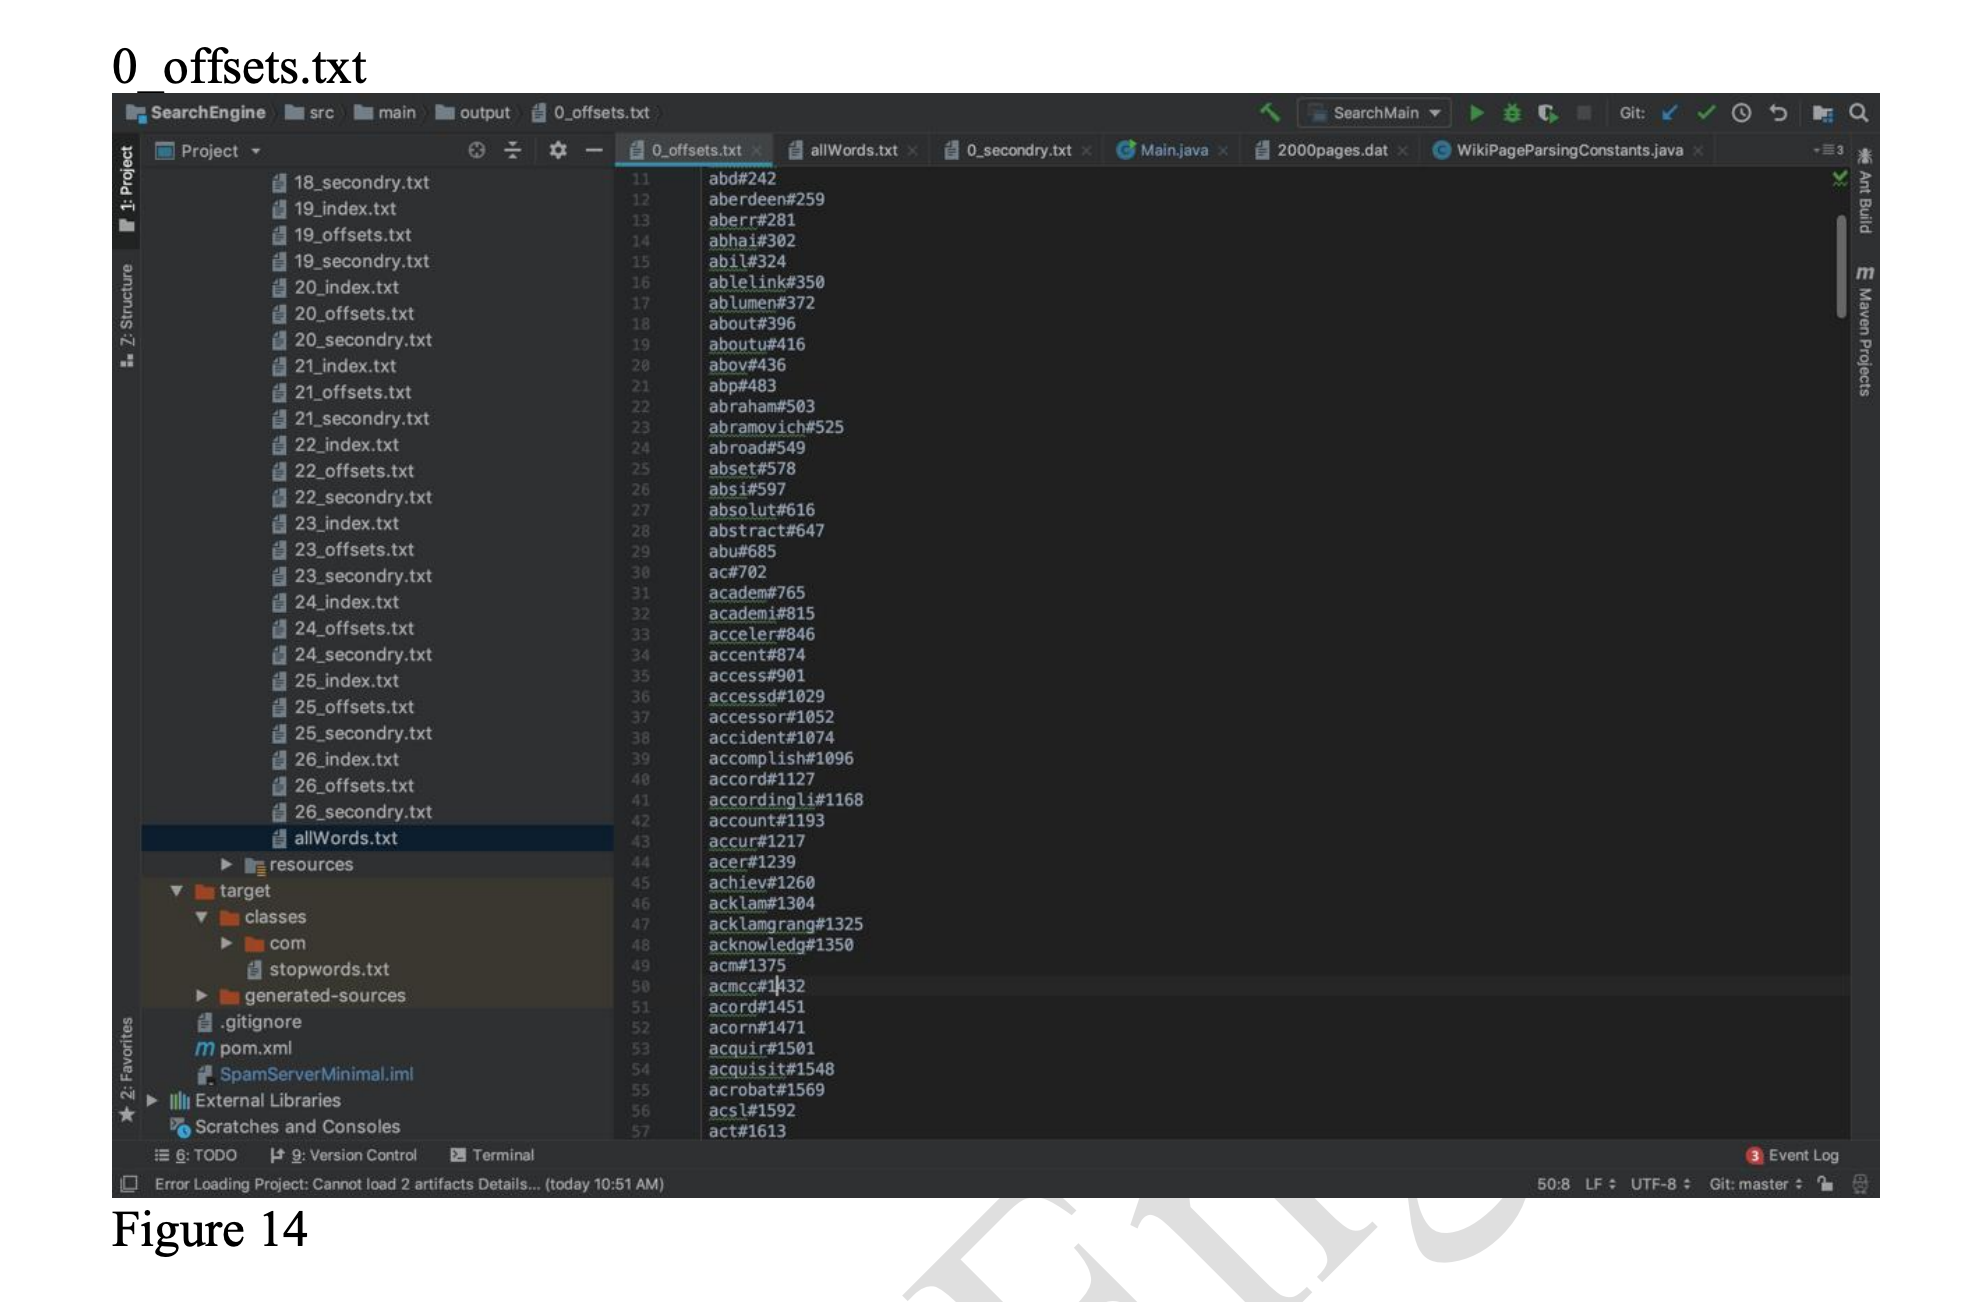 0_offsets.txt
SearchEngine src main output 0_offsets.txt SearchMain Git:
1: Project
Project
0_offsets.txt allWords.txt 0_secondry.txt Main.java 2000pages.dat WikiPageParsingConstants.java 3
18_secondry.txt
19_index.txt
19_offsets.txt
19_secondry.txt
20_index.txt
20_offsets.txt
20_secondry.txt
21_index.txt
21_offsets.txt
21_secondry.txt
22_index.txt
22_offsets.txt
22_secondry.txt
23_index.txt
23_offsets.txt
23_secondry.txt
24_index.txt
24_offsets.txt
24_secondry.txt
25_index.txt
25_offsets.txt
25_secondry.txt
26_index.txt
26_offsets.txt
26_secondry.txt
allWords.txt
resources
target
classes
com
stopwords.txt
generated-sources
.gitignore
m pom.xml
SpamServerMinimal.iml
External Libraries
Scratches and Consoles
7: Structure
2: Favorites
11 abd#242
12 aberdeen#259
13 aberr#281
14 abhai#302
15 abil#324
16 ablelink#350
17 ablumen#372
18 about#396
19 aboutu#416
20 abov#436
21 abp#483
22 abraham#503
23 abramovich#525
24 abroad#549
25 abset#578
26 absi#597
27 absolut#616
28 abstract#647
29 abu#685
30 ac#702
31 academ#765
32 academi#815
33 acceler#846
34 accent#874
35 access#901
36 accessd#1029
37 accessor#1052
38 accident#1074
39 accomplish#1096
40 accord#1127
41 accordingli#1168
42 account#1193
43 accur#1217
44 acer#1239
45 achiev#1260
46 acklam#1304
47 acklamgrang#1325
48 acknowledg#1350
49 acm#1375
50 acmcc#1432
51 acord#1451
52 acorn#1471
53 acquir#1501
54 acquisit#1548
55 acrobat#1569
56 acsl#1592
57 act#1613
Ant Build
m Maven Projects
6: TODO 9: Version Control Terminal 3 Event Log
Error Loading Project: Cannot load 2 artifacts Details... (today 10:51 AM) 50:8 LF UTF-8 Git: master
Figure 14